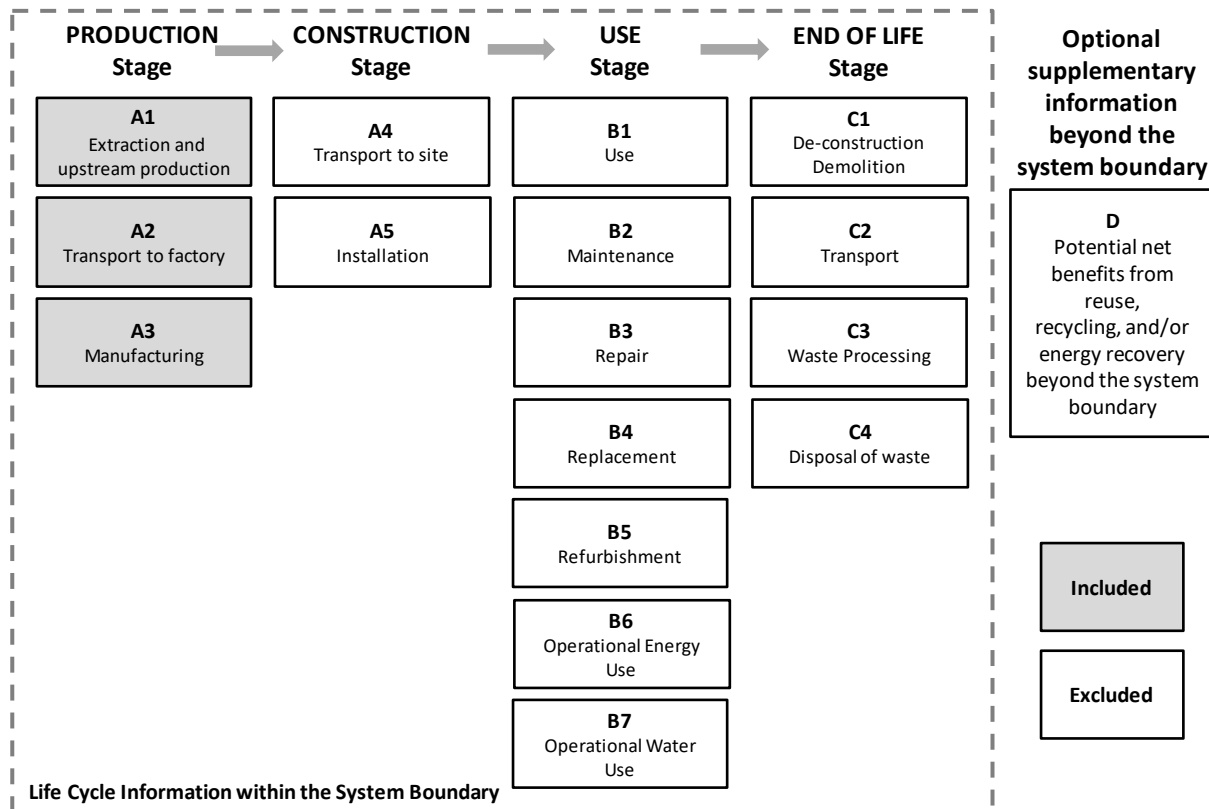 PRODUCTION
Stage
CONSTRUCTION
Stage
USE
Stage
END OF LIFE
Stage
A1
Extraction and
upstream production
A2
Transport to factory
A3
Manufacturing
A4
Transport to site
A5
Installation
B1
Use
B2
Maintenance
B3
Repair
B4
Replacement
B5
Refurbishment
B6
Operational Energy
Use
B7
Operational Water
Use
C1
De-construction
Demolition
C2
Transport
C3
Waste Processing
C4
Disposal of waste
Life Cycle Information within the System Boundary
Optional
supplementary
information
beyond the
system boundary
D
Potential net
benefits from
reuse,
recycling, and/or
energy recovery
beyond the system
boundary
Included
Excluded